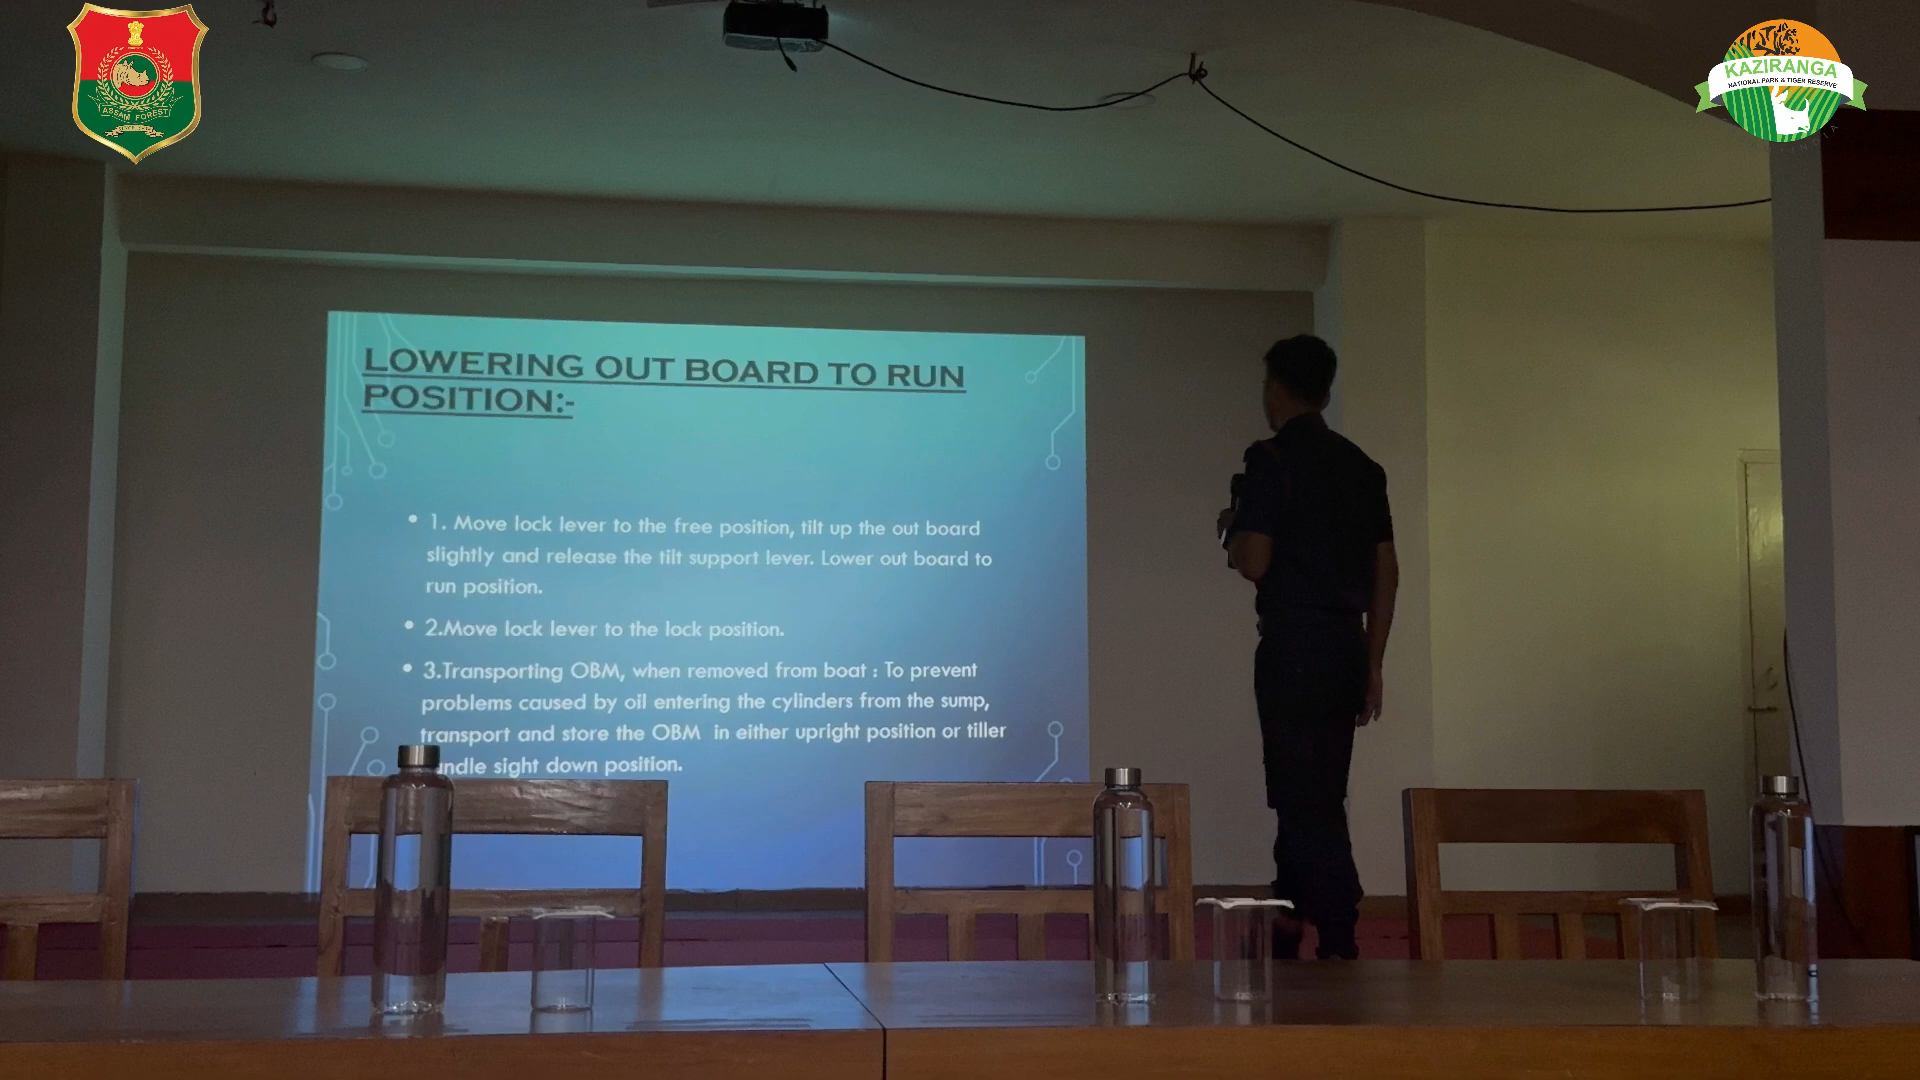 ASSAM FOREST
KAZIRANGA
NATIONAL PARK & TIGER RESERVE
LOWERING OUT BOARD TO RUN
POSITION:-
• 1. Move lock lever to the free position, tilt up the out board
slightly and release the tilt support lever. Lower out board to
run position.
• 2.Move lock lever to the lock position.
• 3.Transporting OBM, when removed from boat : To prevent
problems caused by oil entering the cylinders from the sump,
transport and store the OBM in either upright position or tiller
sight down position.